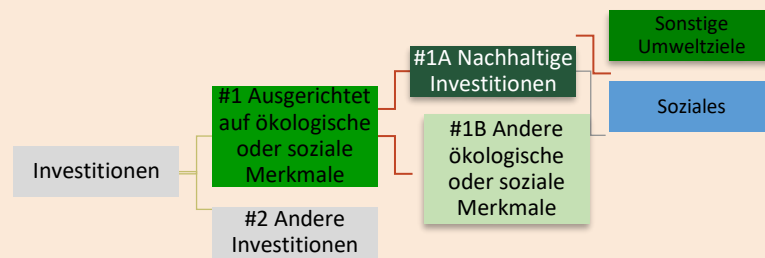 Investitionen
#1 Ausgerichtet
auf ökologische
oder soziale
Merkmale
#2 Andere
Investitionen
#1A Nachhaltige
Investitionen
#1B Andere
ökologische
oder soziale
Merkmale
Sonstige
Umweltziele
Soziales